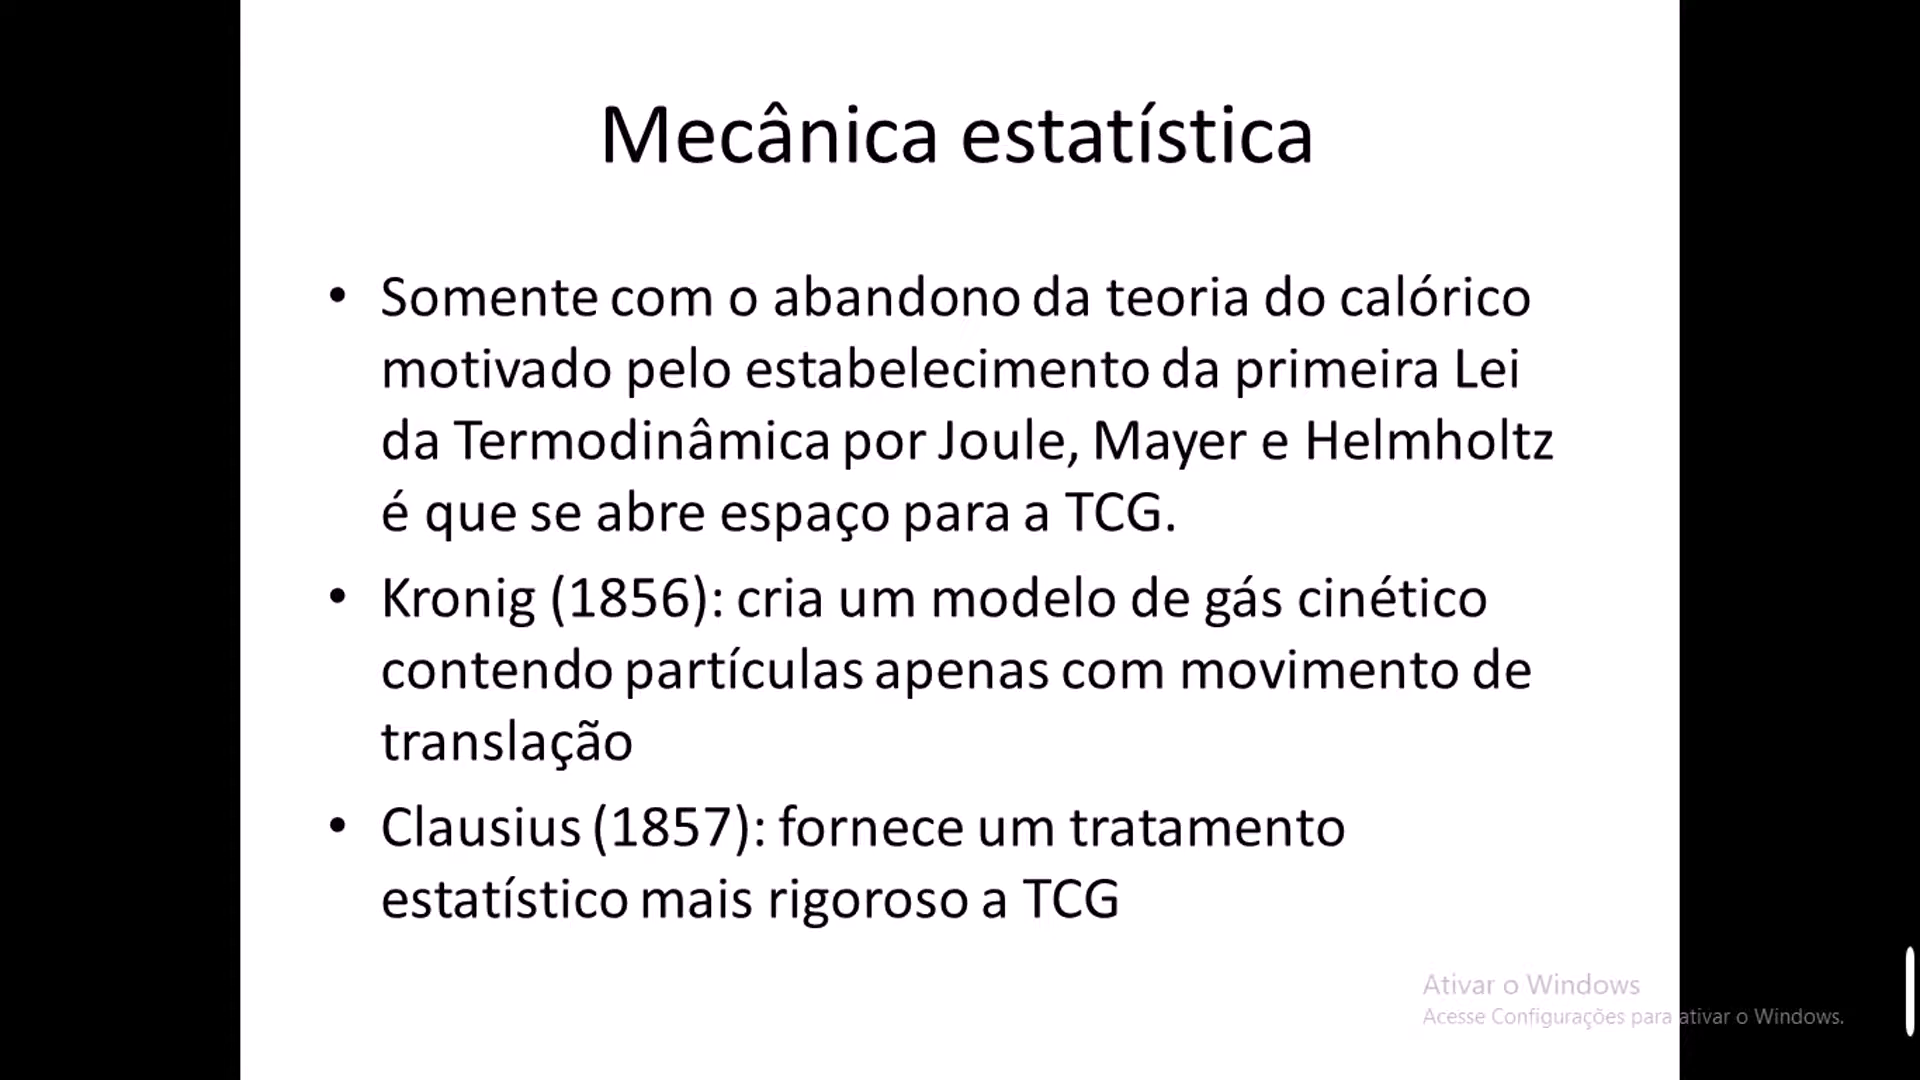 Mecânica estatística
• Somente com o abandono da teoria do calórico
motivado pelo estabelecimento da primeira Lei
da Termodinâmica por Joule, Mayer e Helmholtz
é que se abre espaço para a TCG.
• Kronig (1856): cria um modelo de gás cinético
contendo partículas apenas com movimento de
translação
• Clausius (1857): fornece um tratamento
estatístico mais rigoroso a TCG
Ativar o Windows
Acesse Configurações para ativar o Windows.